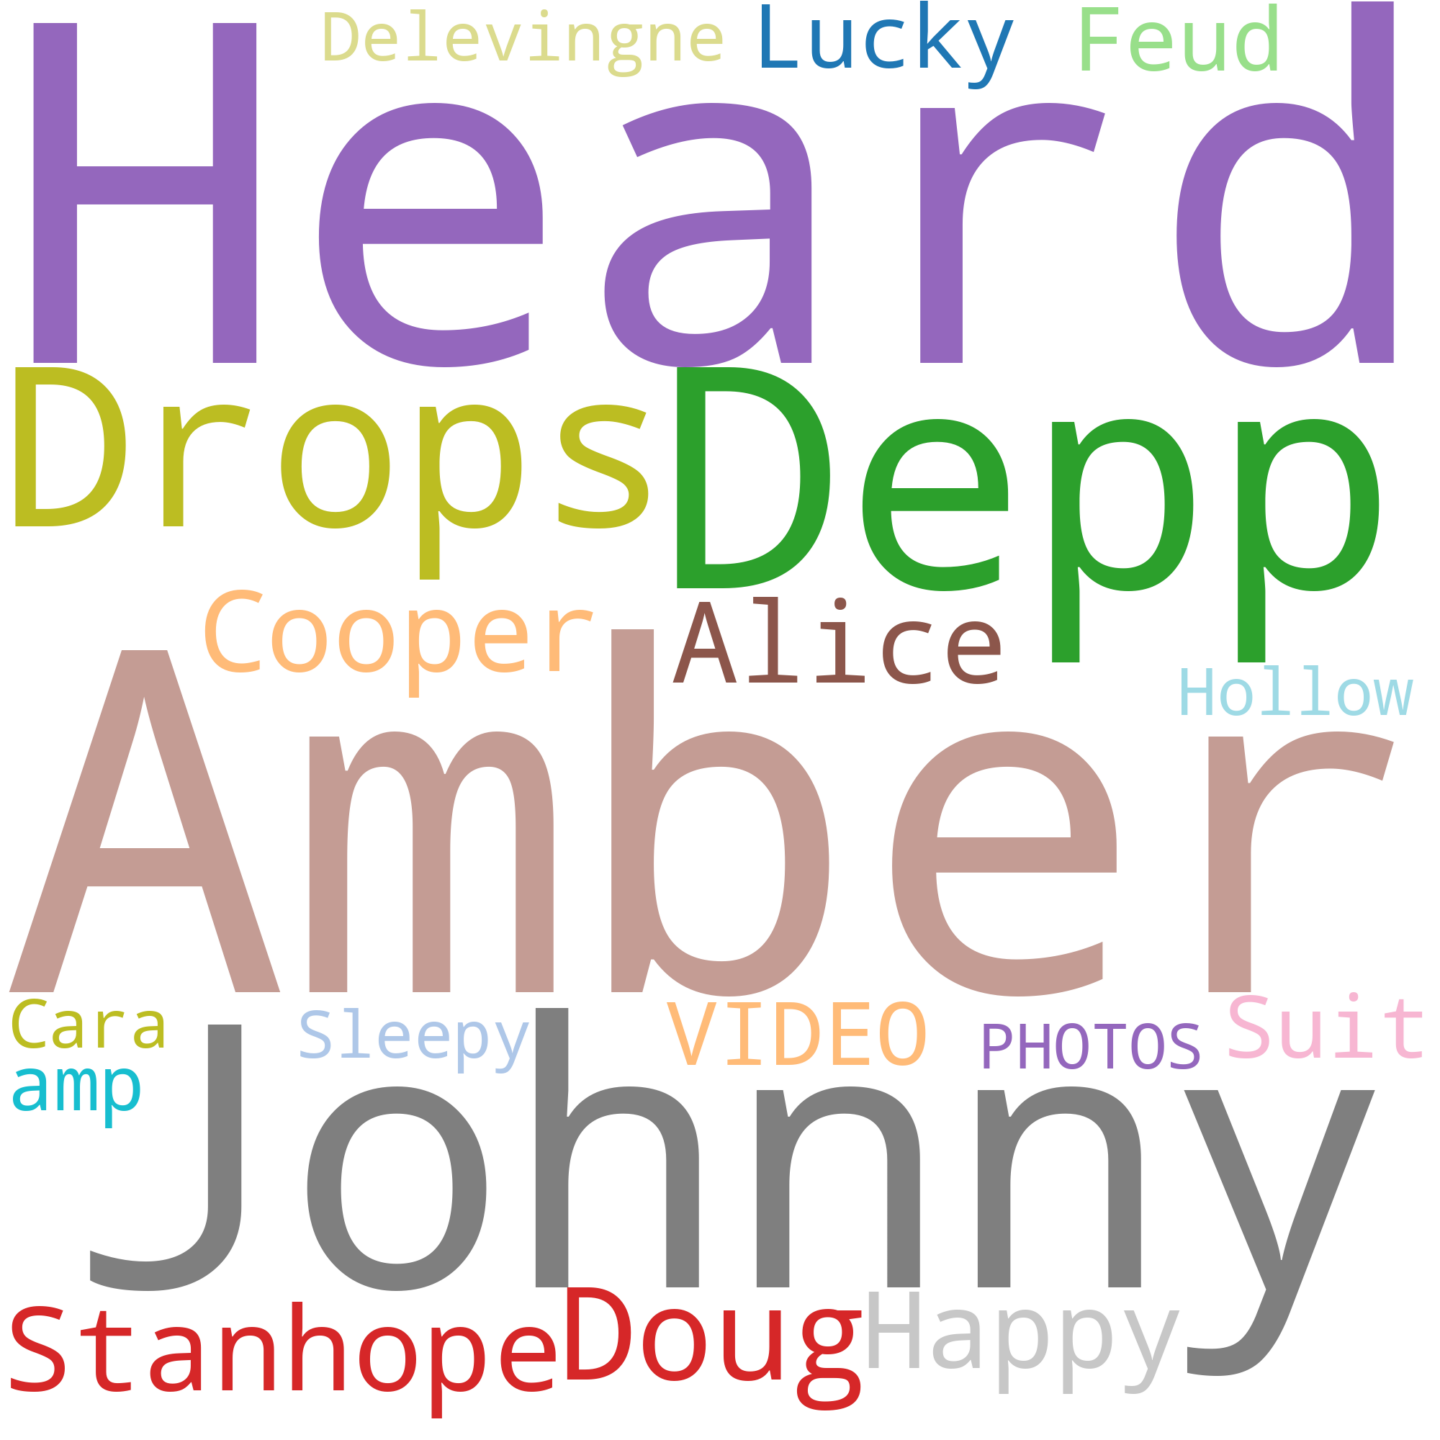 Delevingne Lucky Feud
Heard
Drops Depp
Cooper Alice
Hollow
Amber
Cara Sleepy VIDEO PHOTOS Suit
amp
Johnny
Stanhope Doug Happy